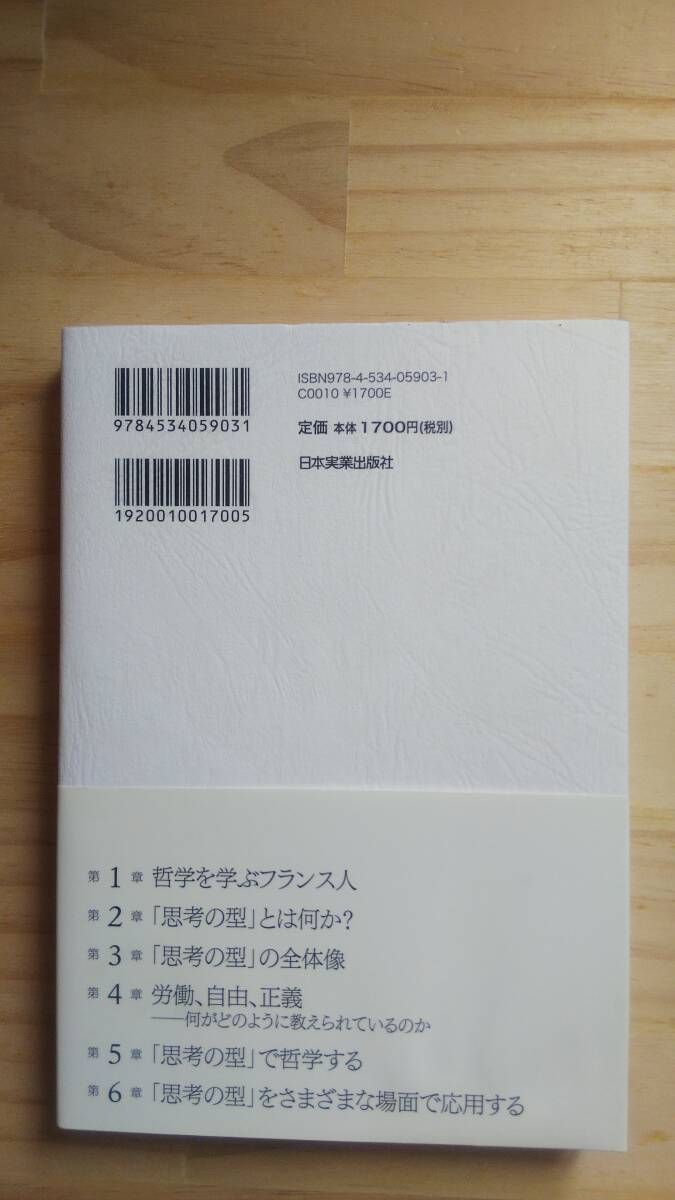 ISBN978-4-534-05903-1
C0010 ¥1700E
9784534059031
定価 本体1700円(税別)
日本実業出版社
1920010017005
第1章 哲学を学ぶフランス人
第2章 「思考の型」とは何か?
第3章 「思考の型」の全体像
第4章 労働、自由、正義
――何がどのように教えられているのか
第5章 「思考の型」で哲学する
第6章 「思考の型」をさまざまな場面で応用する